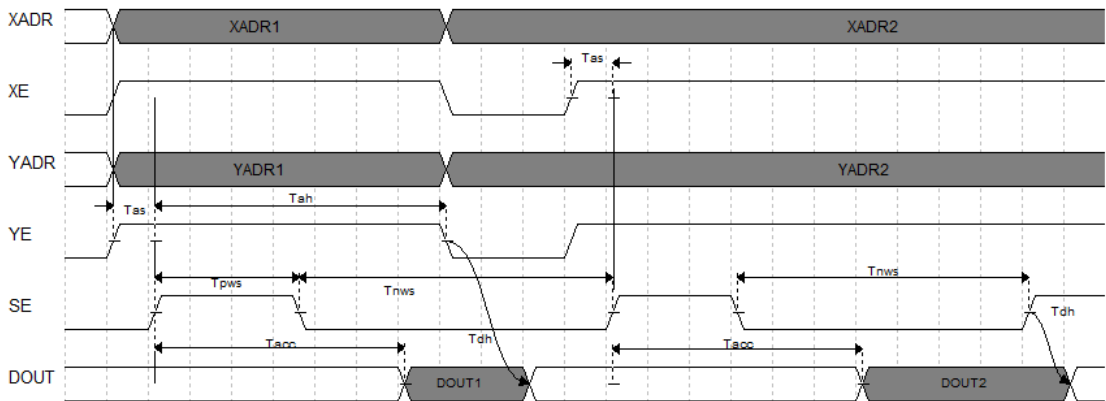 XADR XADR1 XADR2
Tas
XE
YADR YADR1 YADR2
Tas Tah
YE
Tpws Tnws Tnws
SE
Tacc Tdh Tacc Tdh
DOUT DOUT1 DOUT2